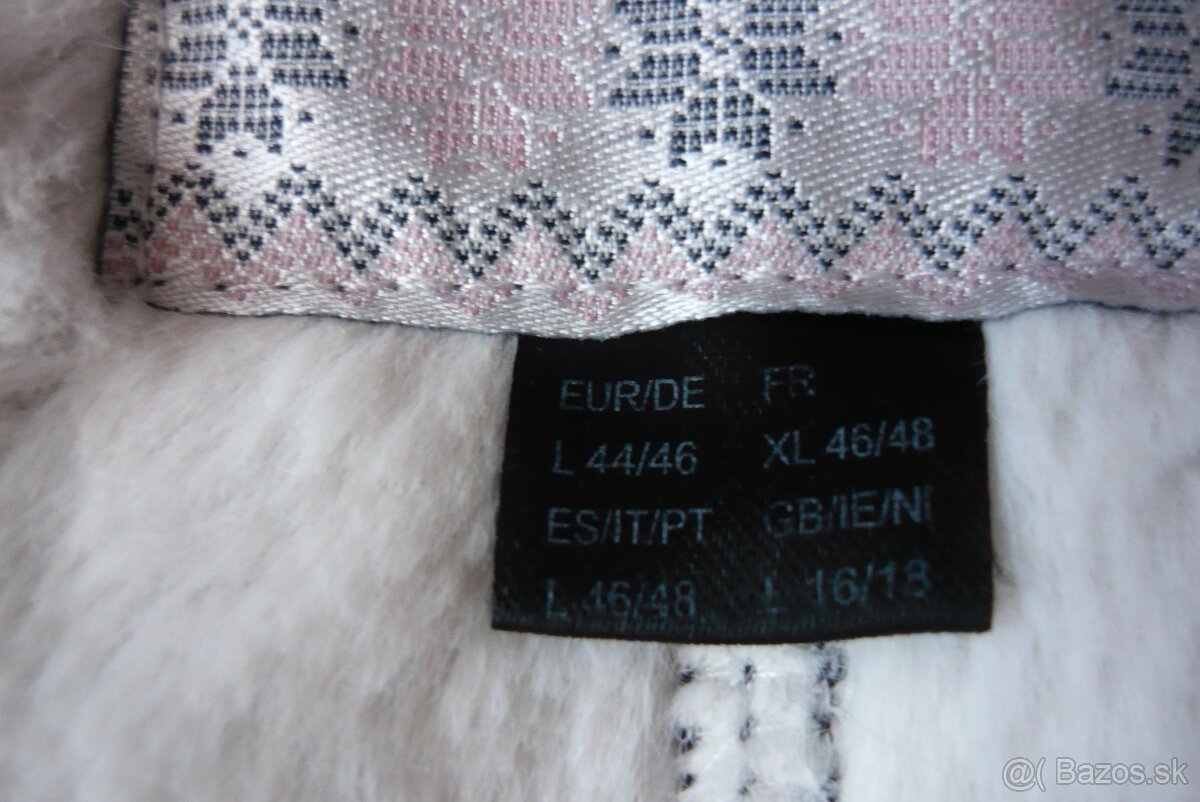 EUR/DE FR
L 44/46 XL 46/48
ES/IT/PT GB/IE/NI
L 46/48 L 16/18
@( Bazos.sk